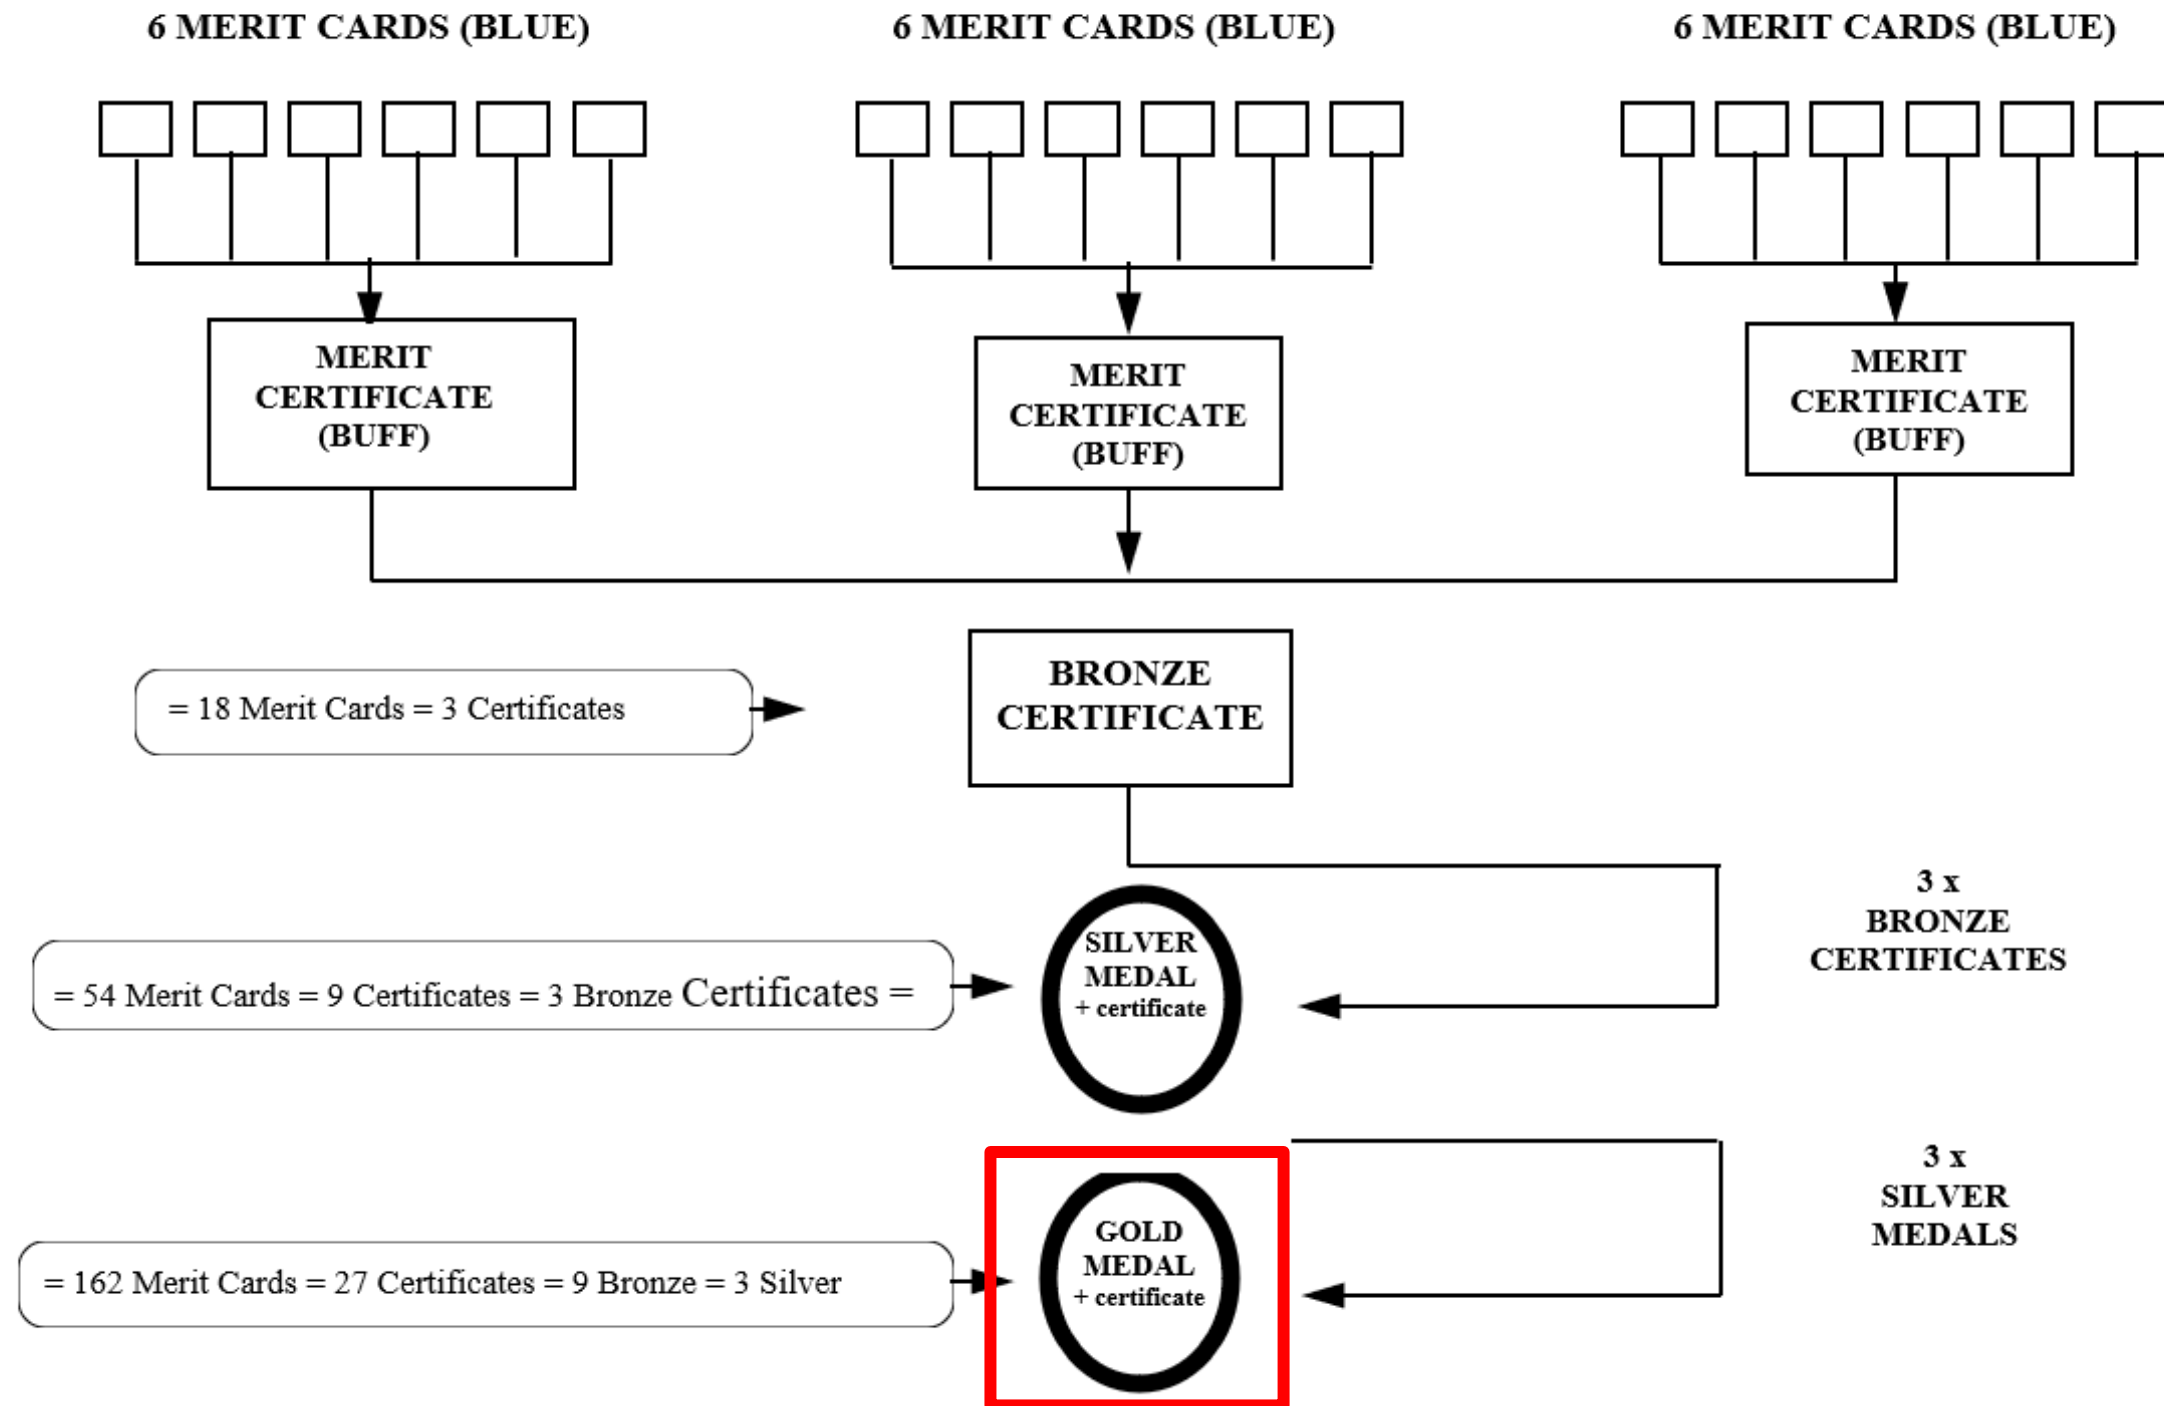 6 MERIT CARDS (BLUE)
6 MERIT CARDS (BLUE)
6 MERIT CARDS (BLUE)
MERIT
CERTIFICATE
(BUFF)
MERIT
CERTIFICATE
(BUFF)
MERIT
CERTIFICATE
(BUFF)
= 18 Merit Cards = 3 Certificates
BRONZE
CERTIFICATE
3 x
BRONZE
CERTIFICATES
= 54 Merit Cards = 9 Certificates = 3 Bronze Certificates =
SILVER
MEDAL
+ certificate
3 x
SILVER
MEDALS
= 162 Merit Cards = 27 Certificates = 9 Bronze = 3 Silver
GOLD
MEDAL
+ certificate